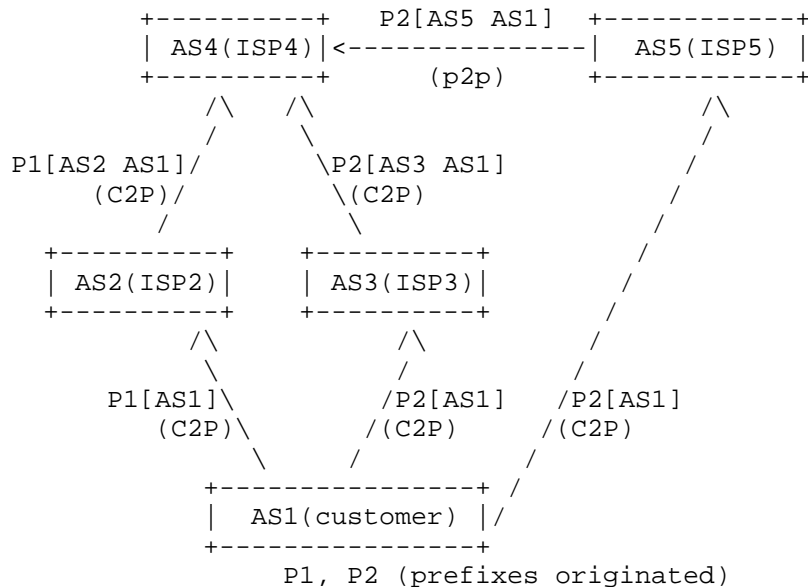 +----------+   P2[AS5 AS1]  +------------+
| AS4(ISP4)|<---------------| AS5(ISP5)  |
+----------+      (p2p)     +------------+
/\   /\                        /\
/     \                       /
P1[AS2 AS1]/       \P2[AS3 AS1]          /
(C2P)/        \(C2P)               /
/          \                  /
+----------+    +----------+          /
| AS2(ISP2)|    | AS3(ISP3)|         /
+----------+    +----------+        /
/\           /\          /
\           /          /
P1[AS1]\         /P2[AS1]  /P2[AS1]
(C2P)\       /(C2P)    /(C2P)
\     /         /
+----------------+ /
|  AS1(customer) |/
+----------------+
P1, P2 (prefixes originated)